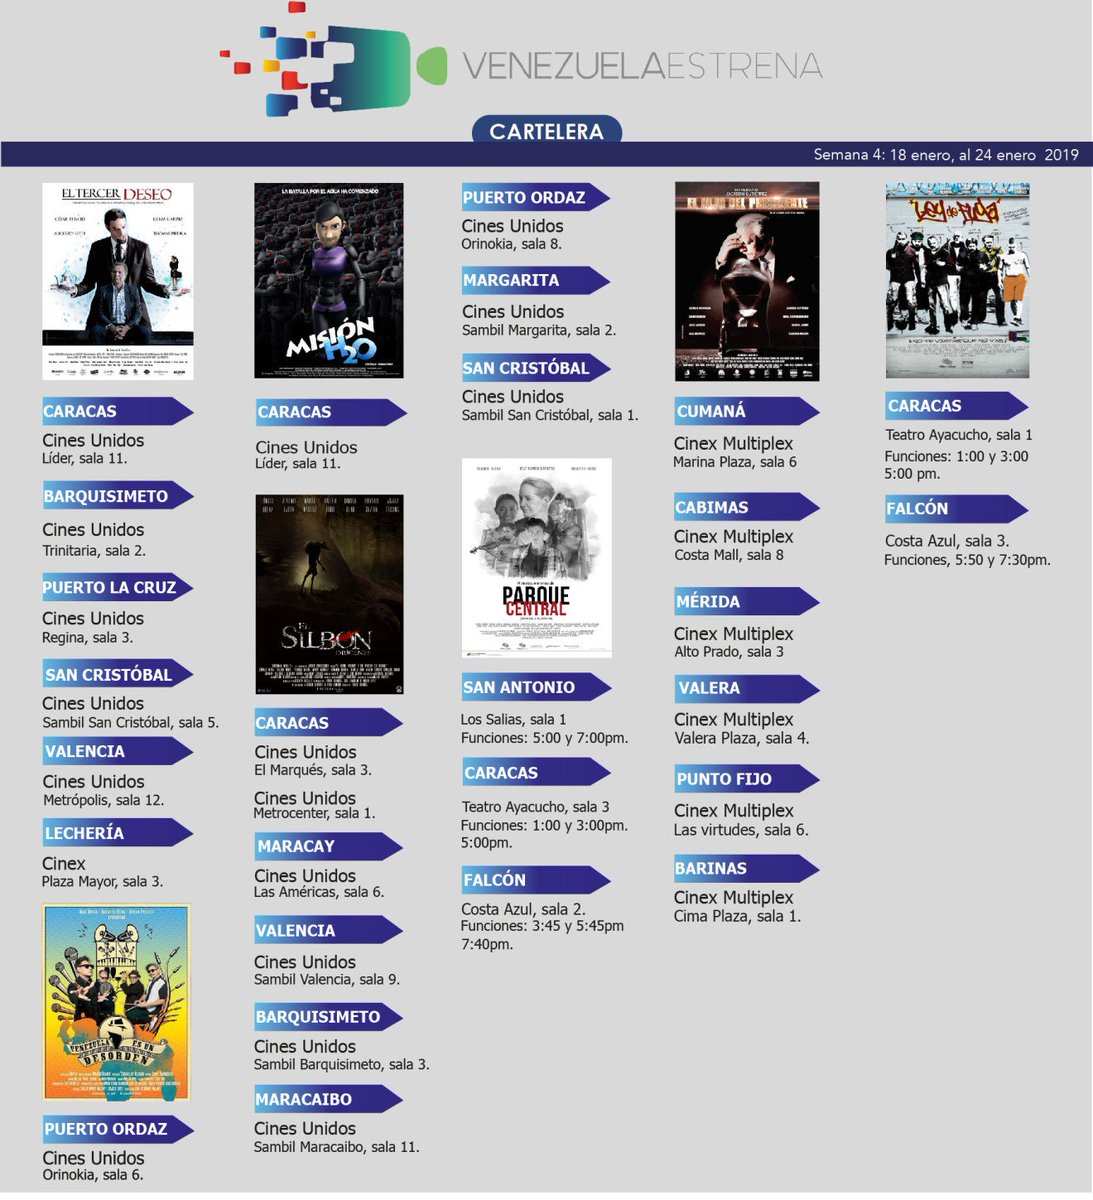 VENEZUELAESTRENA
CARTELERA
Semana 4: 18 enero, al 24 enero 2019
EL TERCER DESEO
CARACAS
Cines Unidos
Líder, sala 11.
BARQUISIMETO
Cines Unidos
Trinitaria, sala 2.
PUERTO LA CRUZ
Cines Unidos
Regina, sala 3.
SAN CRISTÓBAL
Cines Unidos
Sambil San Cristóbal, sala 5.
VALENCIA
Cines Unidos
Metrópolis, sala 12.
LECHERÍA
Cinex
Plaza Mayor, sala 3.
VENEZUELA
ES UN
DESORDEN
PUERTO ORDAZ
Cines Unidos
Orinokia, sala 6.
LA BATALLA POR EL AGUA HA COMENZADO
MISIÓN
H2O
CARACAS
Cines Unidos
Líder, sala 11.
EL
SILBÓN
ORÍGENES
CARACAS
Cines Unidos
El Marqués, sala 3.
Cines Unidos
Metrocenter, sala 1.
MARACAY
Cines Unidos
Las Américas, sala 6.
VALENCIA
Cines Unidos
Sambil Valencia, sala 9.
BARQUISIMETO
Cines Unidos
Sambil Barquisimeto, sala 3.
MARACAIBO
Cines Unidos
Sambil Maracaibo, sala 11.
PUERTO ORDAZ
Cines Unidos
Orinokia, sala 8.
MARGARITA
Cines Unidos
Sambil Margarita, sala 2.
SAN CRISTÓBAL
Cines Unidos
Sambil San Cristóbal, sala 1.
PARQUE
CENTRAL
SAN ANTONIO
Los Salias, sala 1
Funciones: 5:00 y 7:00pm.
CARACAS
Teatro Ayacucho, sala 3
Funciones: 1:00 y 3:00pm.
5:00pm.
FALCÓN
Costa Azul, sala 2.
Funciones: 3:45 y 5:45pm
7:40pm.
CUMANÁ
Cinex Multiplex
Marina Plaza, sala 6
CABIMAS
Cinex Multiplex
Costa Mall, sala 8
MÉRIDA
Cinex Multiplex
Alto Prado, sala 3
VALERA
Cinex Multiplex
Valera Plaza, sala 4.
PUNTO FIJO
Cinex Multiplex
Las virtudes, sala 6.
BARINAS
Cinex Multiplex
Cima Plaza, sala 1.
Ley de Fuga
CARACAS
Teatro Ayacucho, sala 1
Funciones: 1:00 y 3:00
5:00 pm.
FALCÓN
Costa Azul, sala 3.
Funciones, 5:50 y 7:30pm.